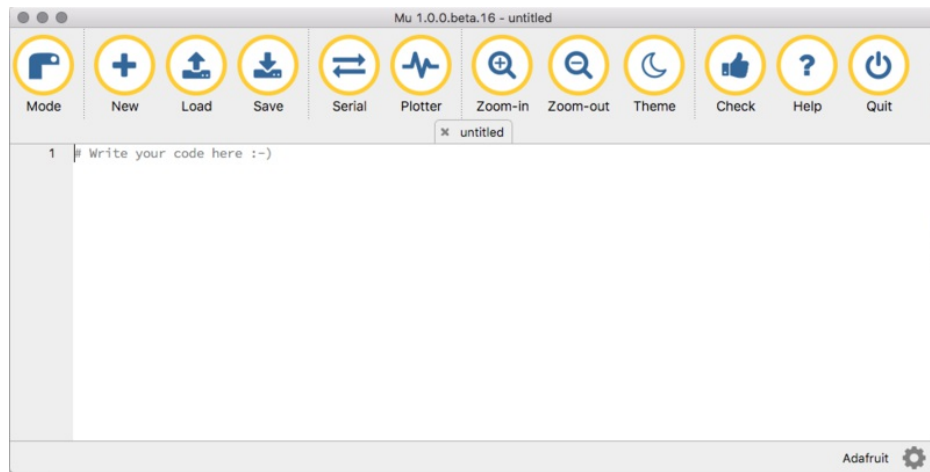 Mu 1.0.0.beta.16 - untitled
Mode New Load Save Serial Plotter Zoom-in Zoom-out Theme Check Help Quit
untitled
1 # Write your code here :-)
Adafruit